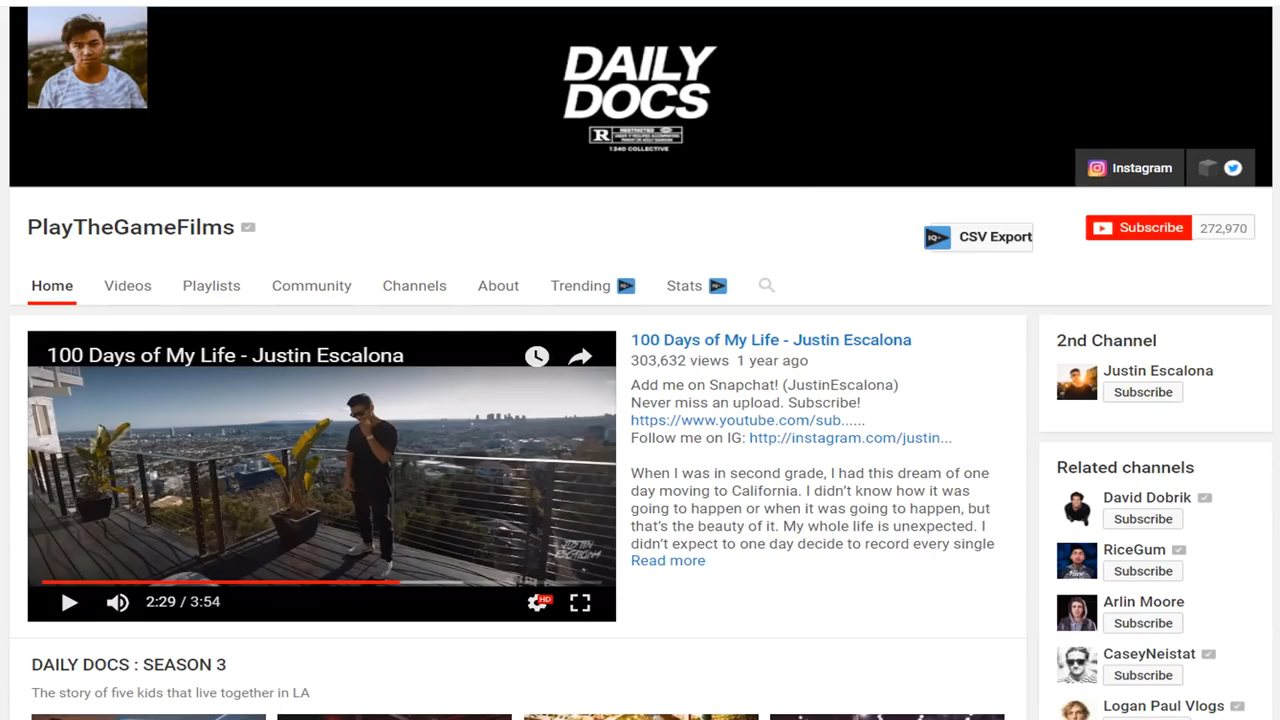 DAILY
DOCS
R RESTRICTED
1340 COLLECTIVE
Instagram
PlayTheGameFilms
IQ
CSV Export
Subscribe 272,970
Home Videos Playlists Community Channels About Trending Stats
100 Days of My Life - Justin Escalona
JUSTIN
ESCALONA
2:29 / 3:54
HD
100 Days of My Life - Justin Escalona
303,632 views 1 year ago
Add me on Snapchat! (JustinEscalona)
Never miss an upload. Subscribe!
https://www.youtube.com/sub......
Follow me on IG: http://instagram.com/justin...
When I was in second grade, I had this dream of one
day moving to California. I didn’t know how it was
going to happen or when it was going to happen, but
that’s the beauty of it. My whole life is unexpected. I
didn’t expect to one day decide to record every single
Read more
DAILY DOCS : SEASON 3
The story of five kids that live together in LA
2nd Channel
Justin Escalona
Subscribe
Related channels
David Dobrik
Subscribe
RiceGum
Subscribe
Arlin Moore
Subscribe
CaseyNeistat
Subscribe
Logan Paul Vlogs